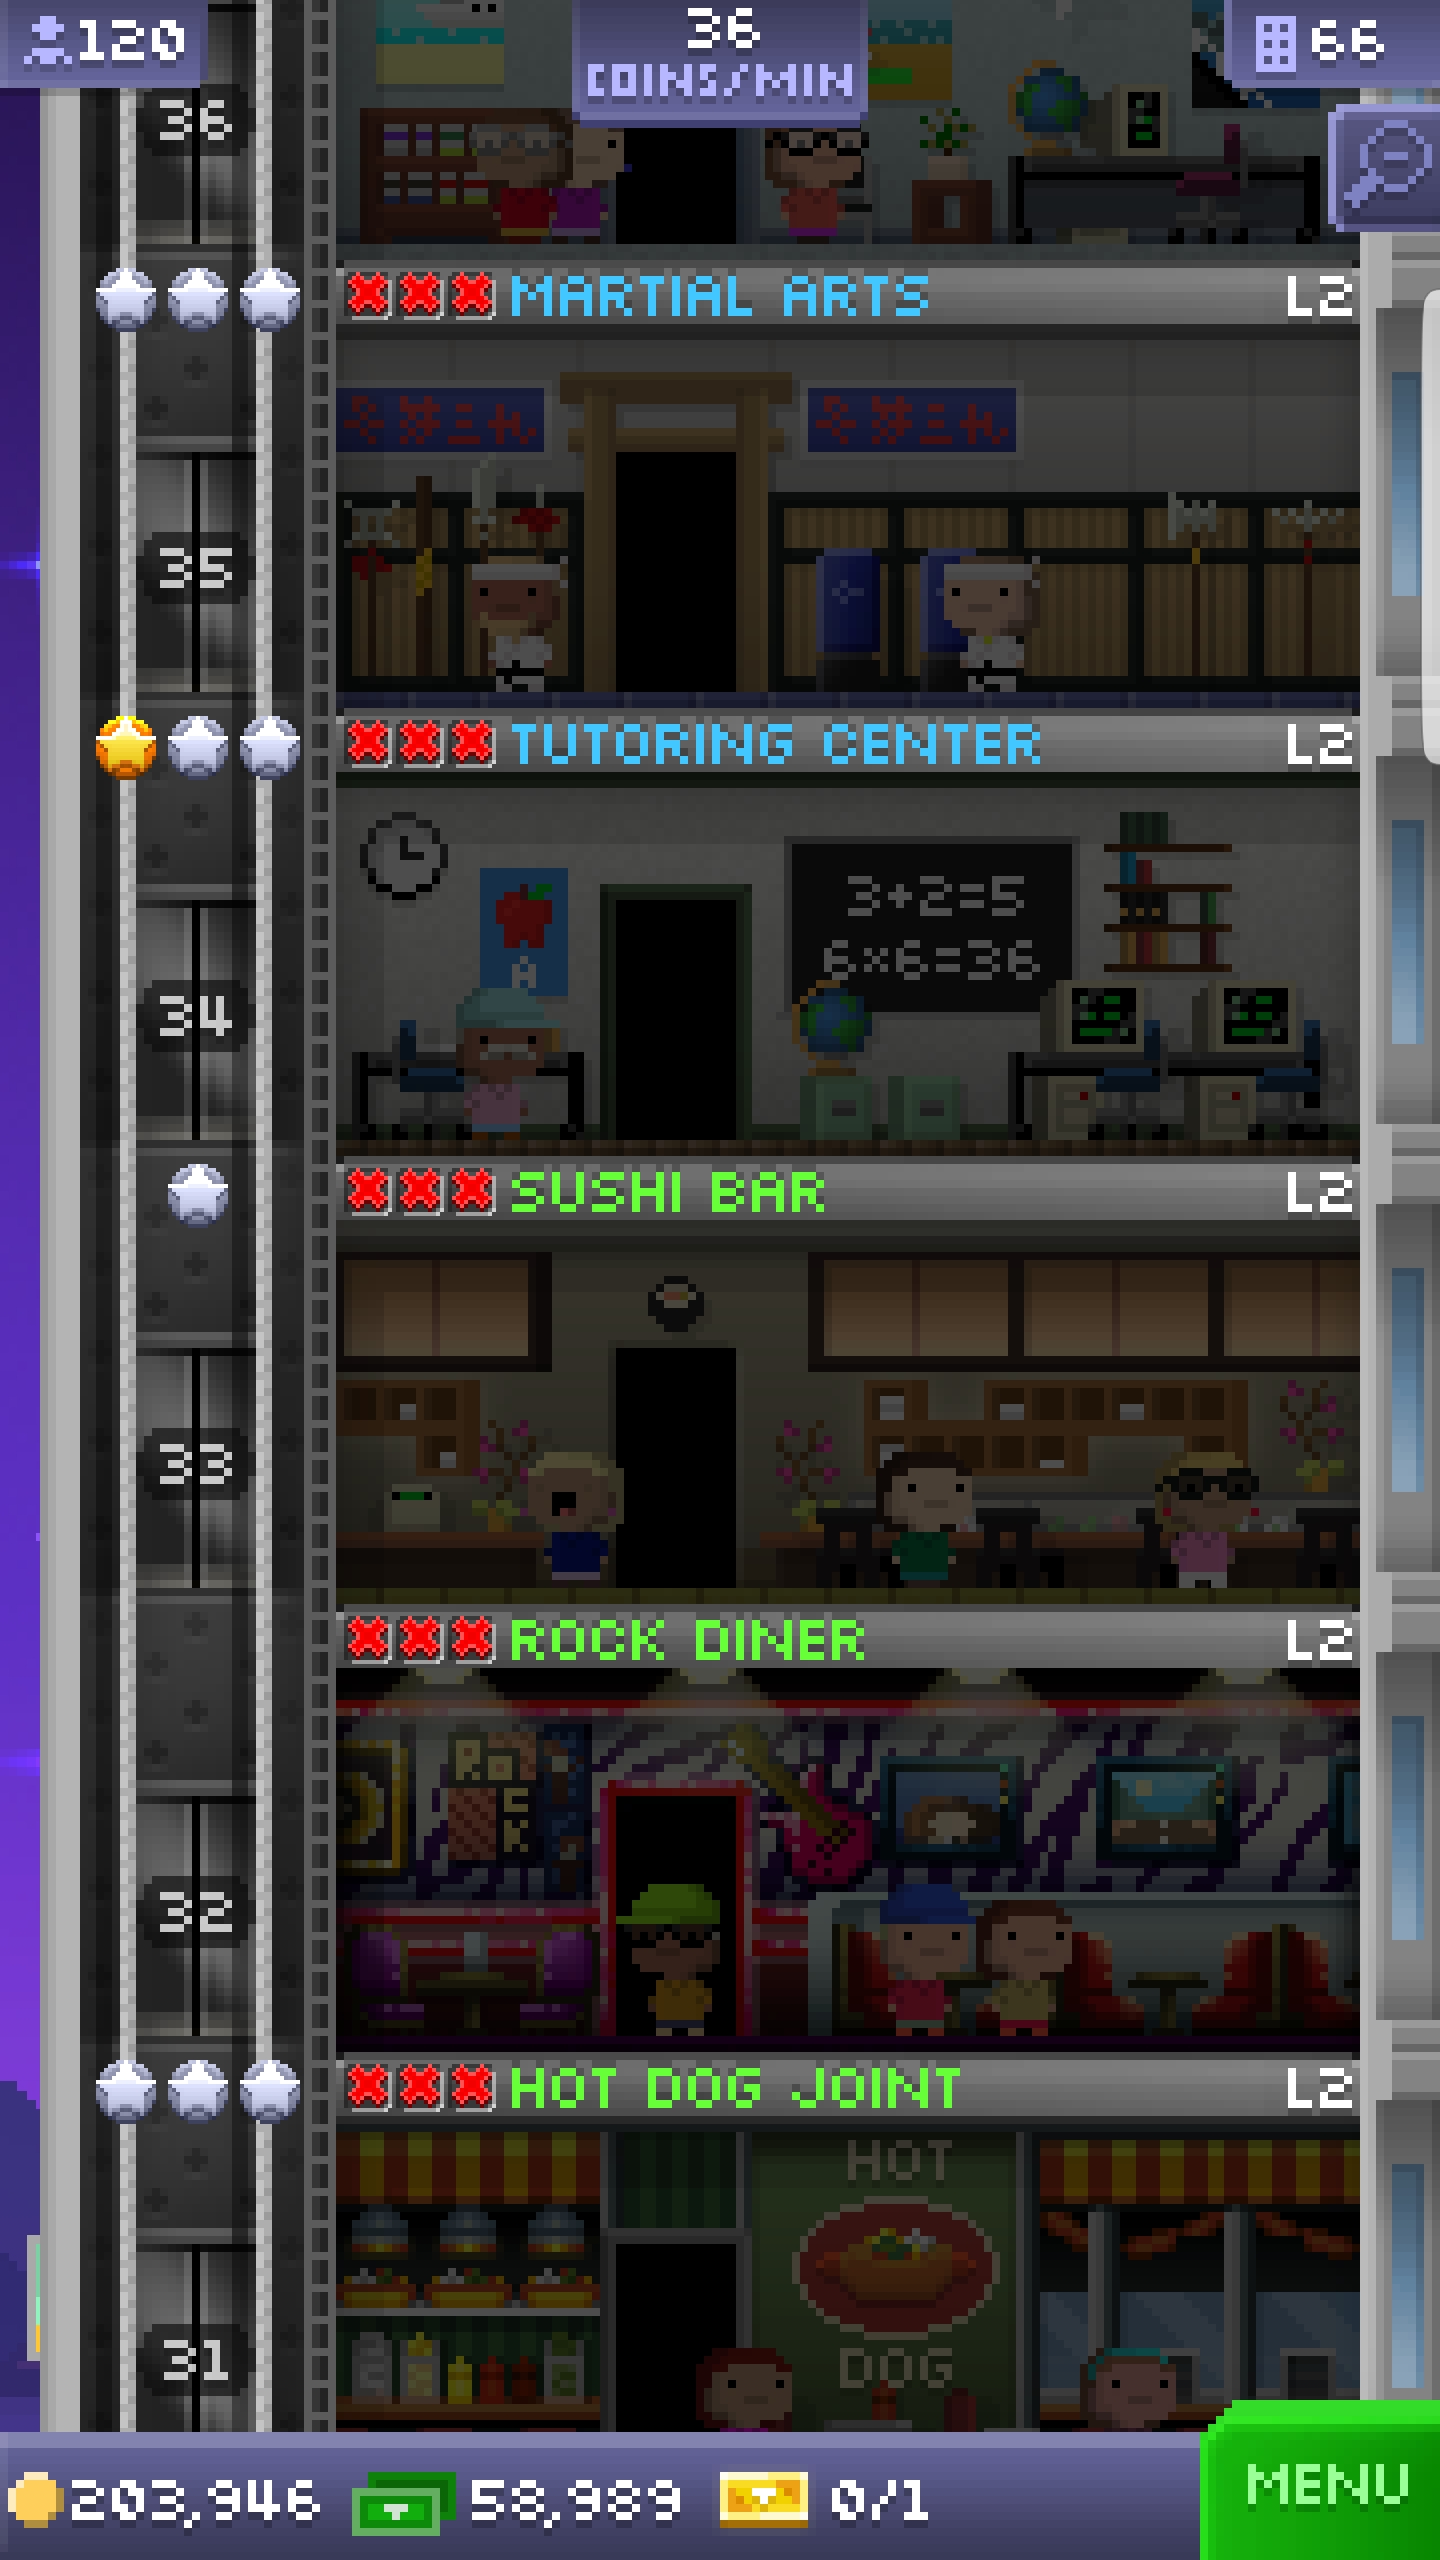 120
36
COINS/MIN
66
36
MARTIAL ARTS
L2
35
TUTORING CENTER
L2
3+2=5
6×6=36
A
34
SUSHI BAR
L2
33
ROCK DINER
L2
32
HOT DOG JOINT
L2
HOT
DOG
31
203,946
58,989
0/1
MENU